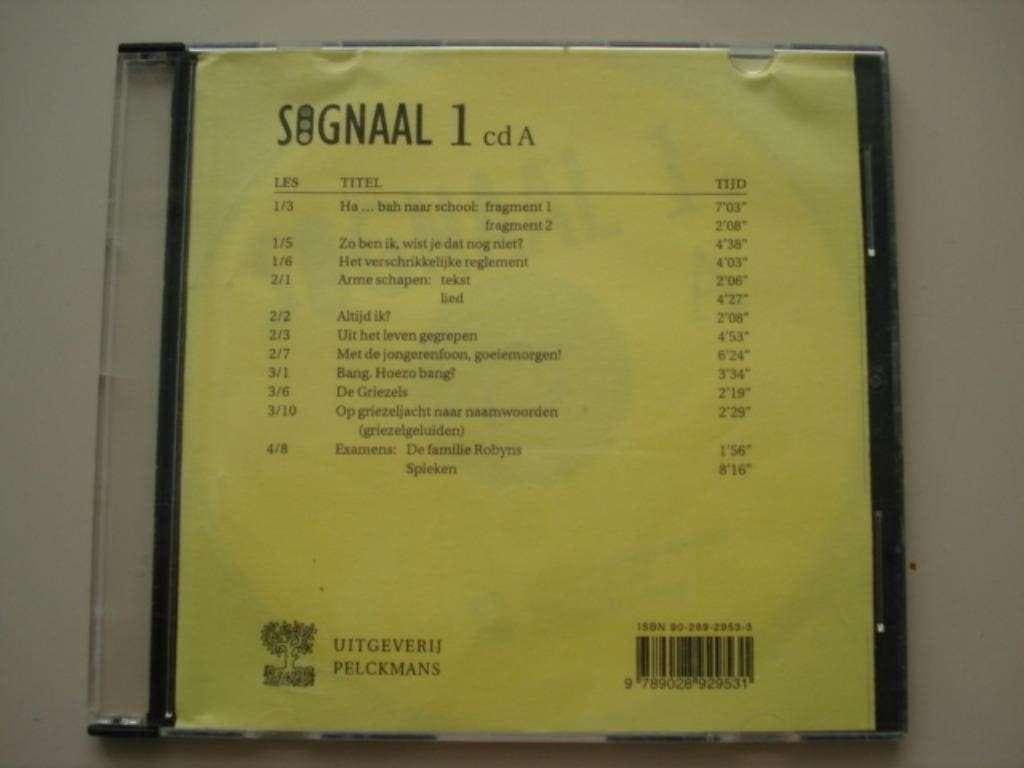 SIGNAAL 1 cd A
LES TITEL TIJD
1/3 Ha ... bah naar school: fragment 1 7'03"
fragment 2 2'08"
1/5 Zo ben ik, wist je dat nog niet? 4'38"
1/6 Het verschrikkelijke reglement 4'03"
2/1 Arme schapen: tekst 2'06"
lied 4'27"
2/2 Altijd ik? 2'08"
2/3 Uit het leven gegrepen 4'53"
2/7 Met de jongerenfoon, goeiemorgen! 6'24"
3/1 Bang. Hoezo bang? 3'34"
3/6 De Griezels 2'19"
3/10 Op griezeljacht naar naamwoorden 2'29"
(griezelgeluiden)
4/8 Examens: De familie Robyns 1'56"
Spieken 8'16"
UITGEVERIJ
PELCKMANS
ISBN 90-289-2953-3
9 789028 929531